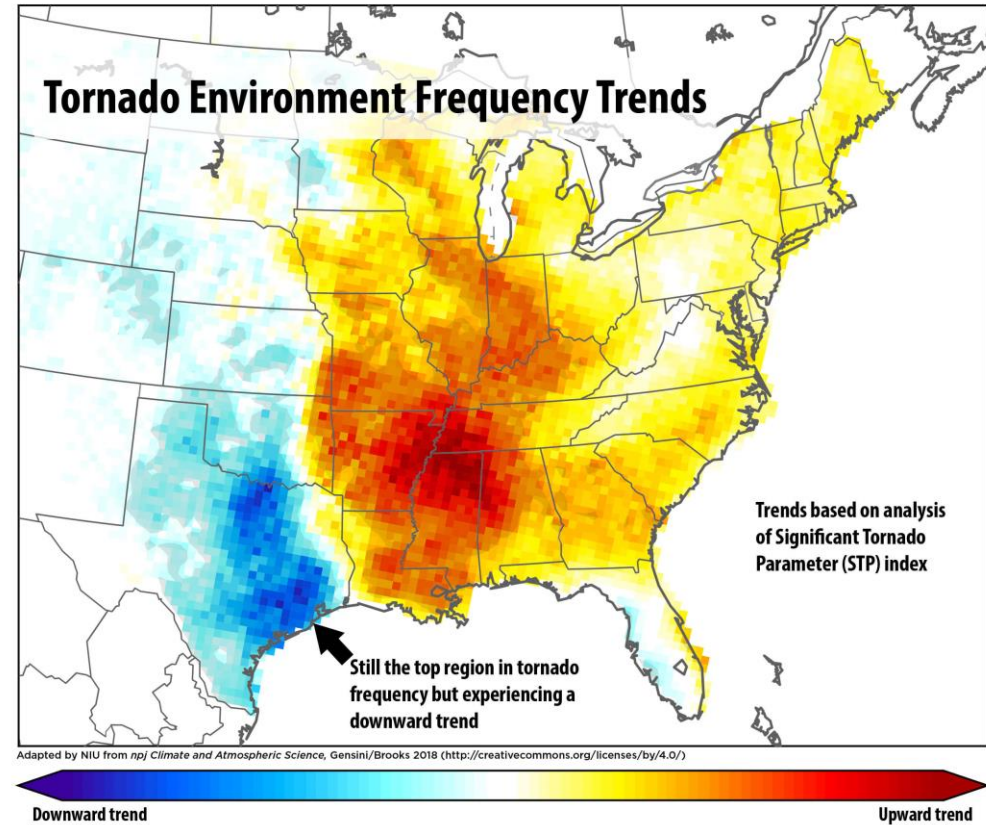 Tornado Environment Frequency Trends
Trends based on analysis
of Significant Tornado
Parameter (STP) index
Still the top region in tornado
frequency but experiencing a
downward trend
Adapted by NIU from npj Climate and Atmospheric Science, Gensini/Brooks 2018 (http://creativecommons.org/licenses/by/4.0/)
Downward trend
Upward trend